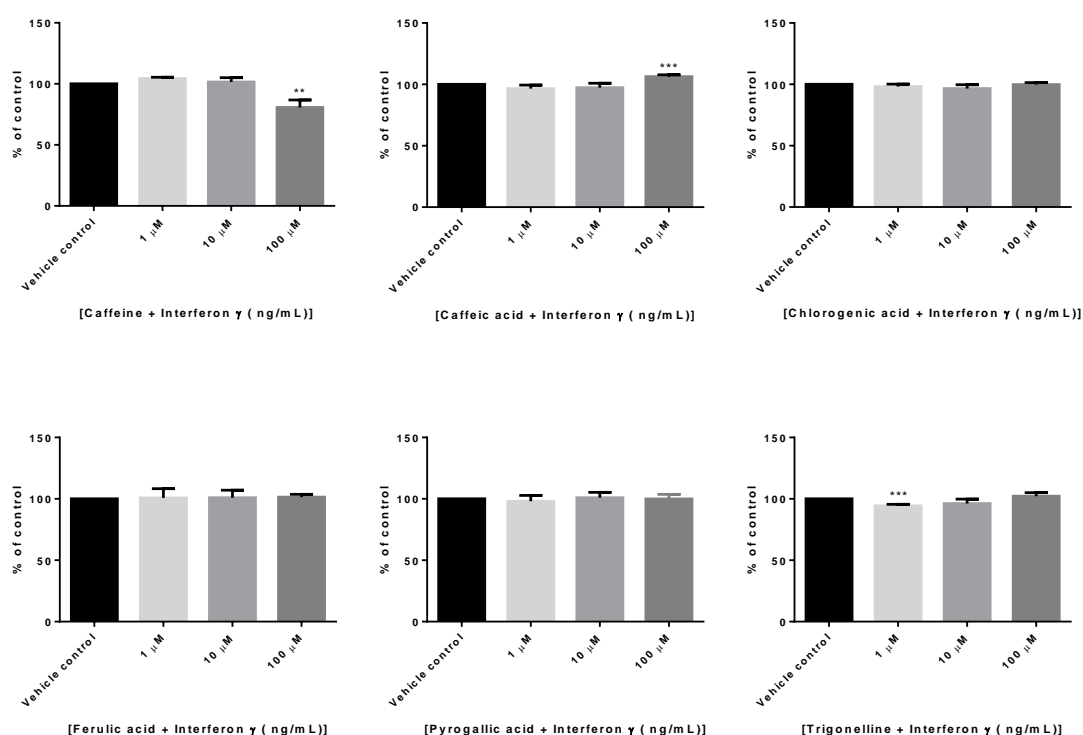 150
100
50
0
% of control
**
Vehicle control
1 μM
10 μM
100 μM
[Caffeine + Interferon γ ( ng/mL)]
150
100
50
0
% of control
***
Vehicle control
1 μM
10 μM
100 μM
[Caffeic acid + Interferon γ ( ng/mL)]
150
100
50
0
% of control
Vehicle control
1 μM
10 μM
100 μM
[Chlorogenic acid + Interferon γ ( ng/mL)]
150
100
50
0
% of control
Vehicle control
1 μM
10 μM
100 μM
[Ferulic acid + Interferon γ ( ng/mL)]
150
100
50
0
% of control
Vehicle control
1 μM
10 μM
100 μM
[Pyrogallic acid + Interferon γ ( ng/mL)]
150
100
50
0
% of control
***
Vehicle control
1 μM
10 μM
100 μM
[Trigonelline + Interferon γ ( ng/mL)]